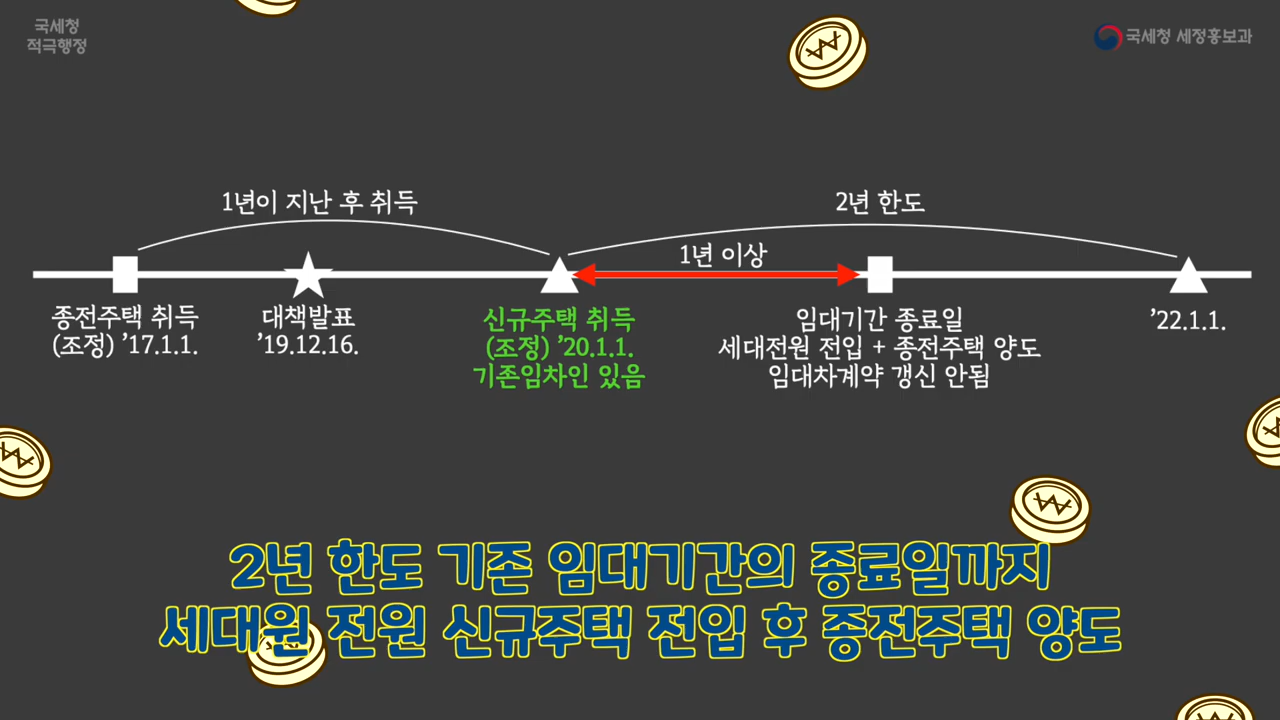 국세청
적극행정
국세청 세정홍보과
1년이 지난 후 취득
2년 한도
1년 이상
종전주택 취득
(조정) ’17.1.1.
대책발표
’19.12.16.
신규주택 취득
(조정) ’20.1.1.
기존임차인 있음
임대기간 종료일
세대전원 전입 + 종전주택 양도
임대차계약 갱신 안됨
’22.1.1.
2년 한도 기존 임대기간의 종료일까지
세대원 전원 신규주택 전입 후 종전주택 양도